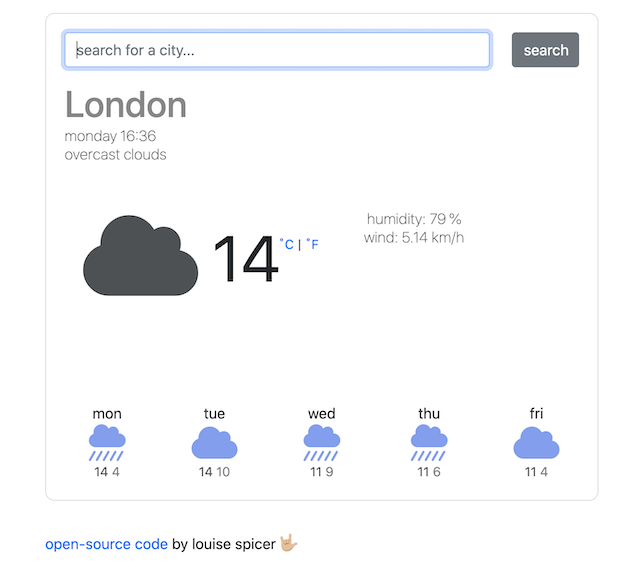 search for a city...
search
London
monday 16:36
overcast clouds
14 °C | °F
humidity: 79 %
wind: 5.14 km/h
mon tue wed thu fri
14 4 14 10 11 9 11 6 11 4
open-source code by louise spicer 🤟🏼